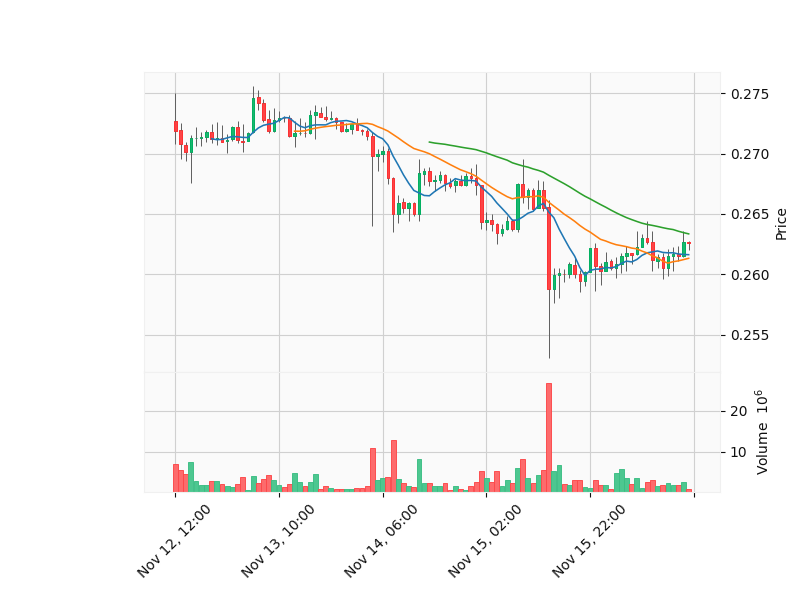 0.275
0.270
0.265
0.260
0.255
Price
20
10
Volume 10^6
Nov 12, 12:00
Nov 13, 10:00
Nov 14, 06:00
Nov 15, 02:00
Nov 15, 22:00